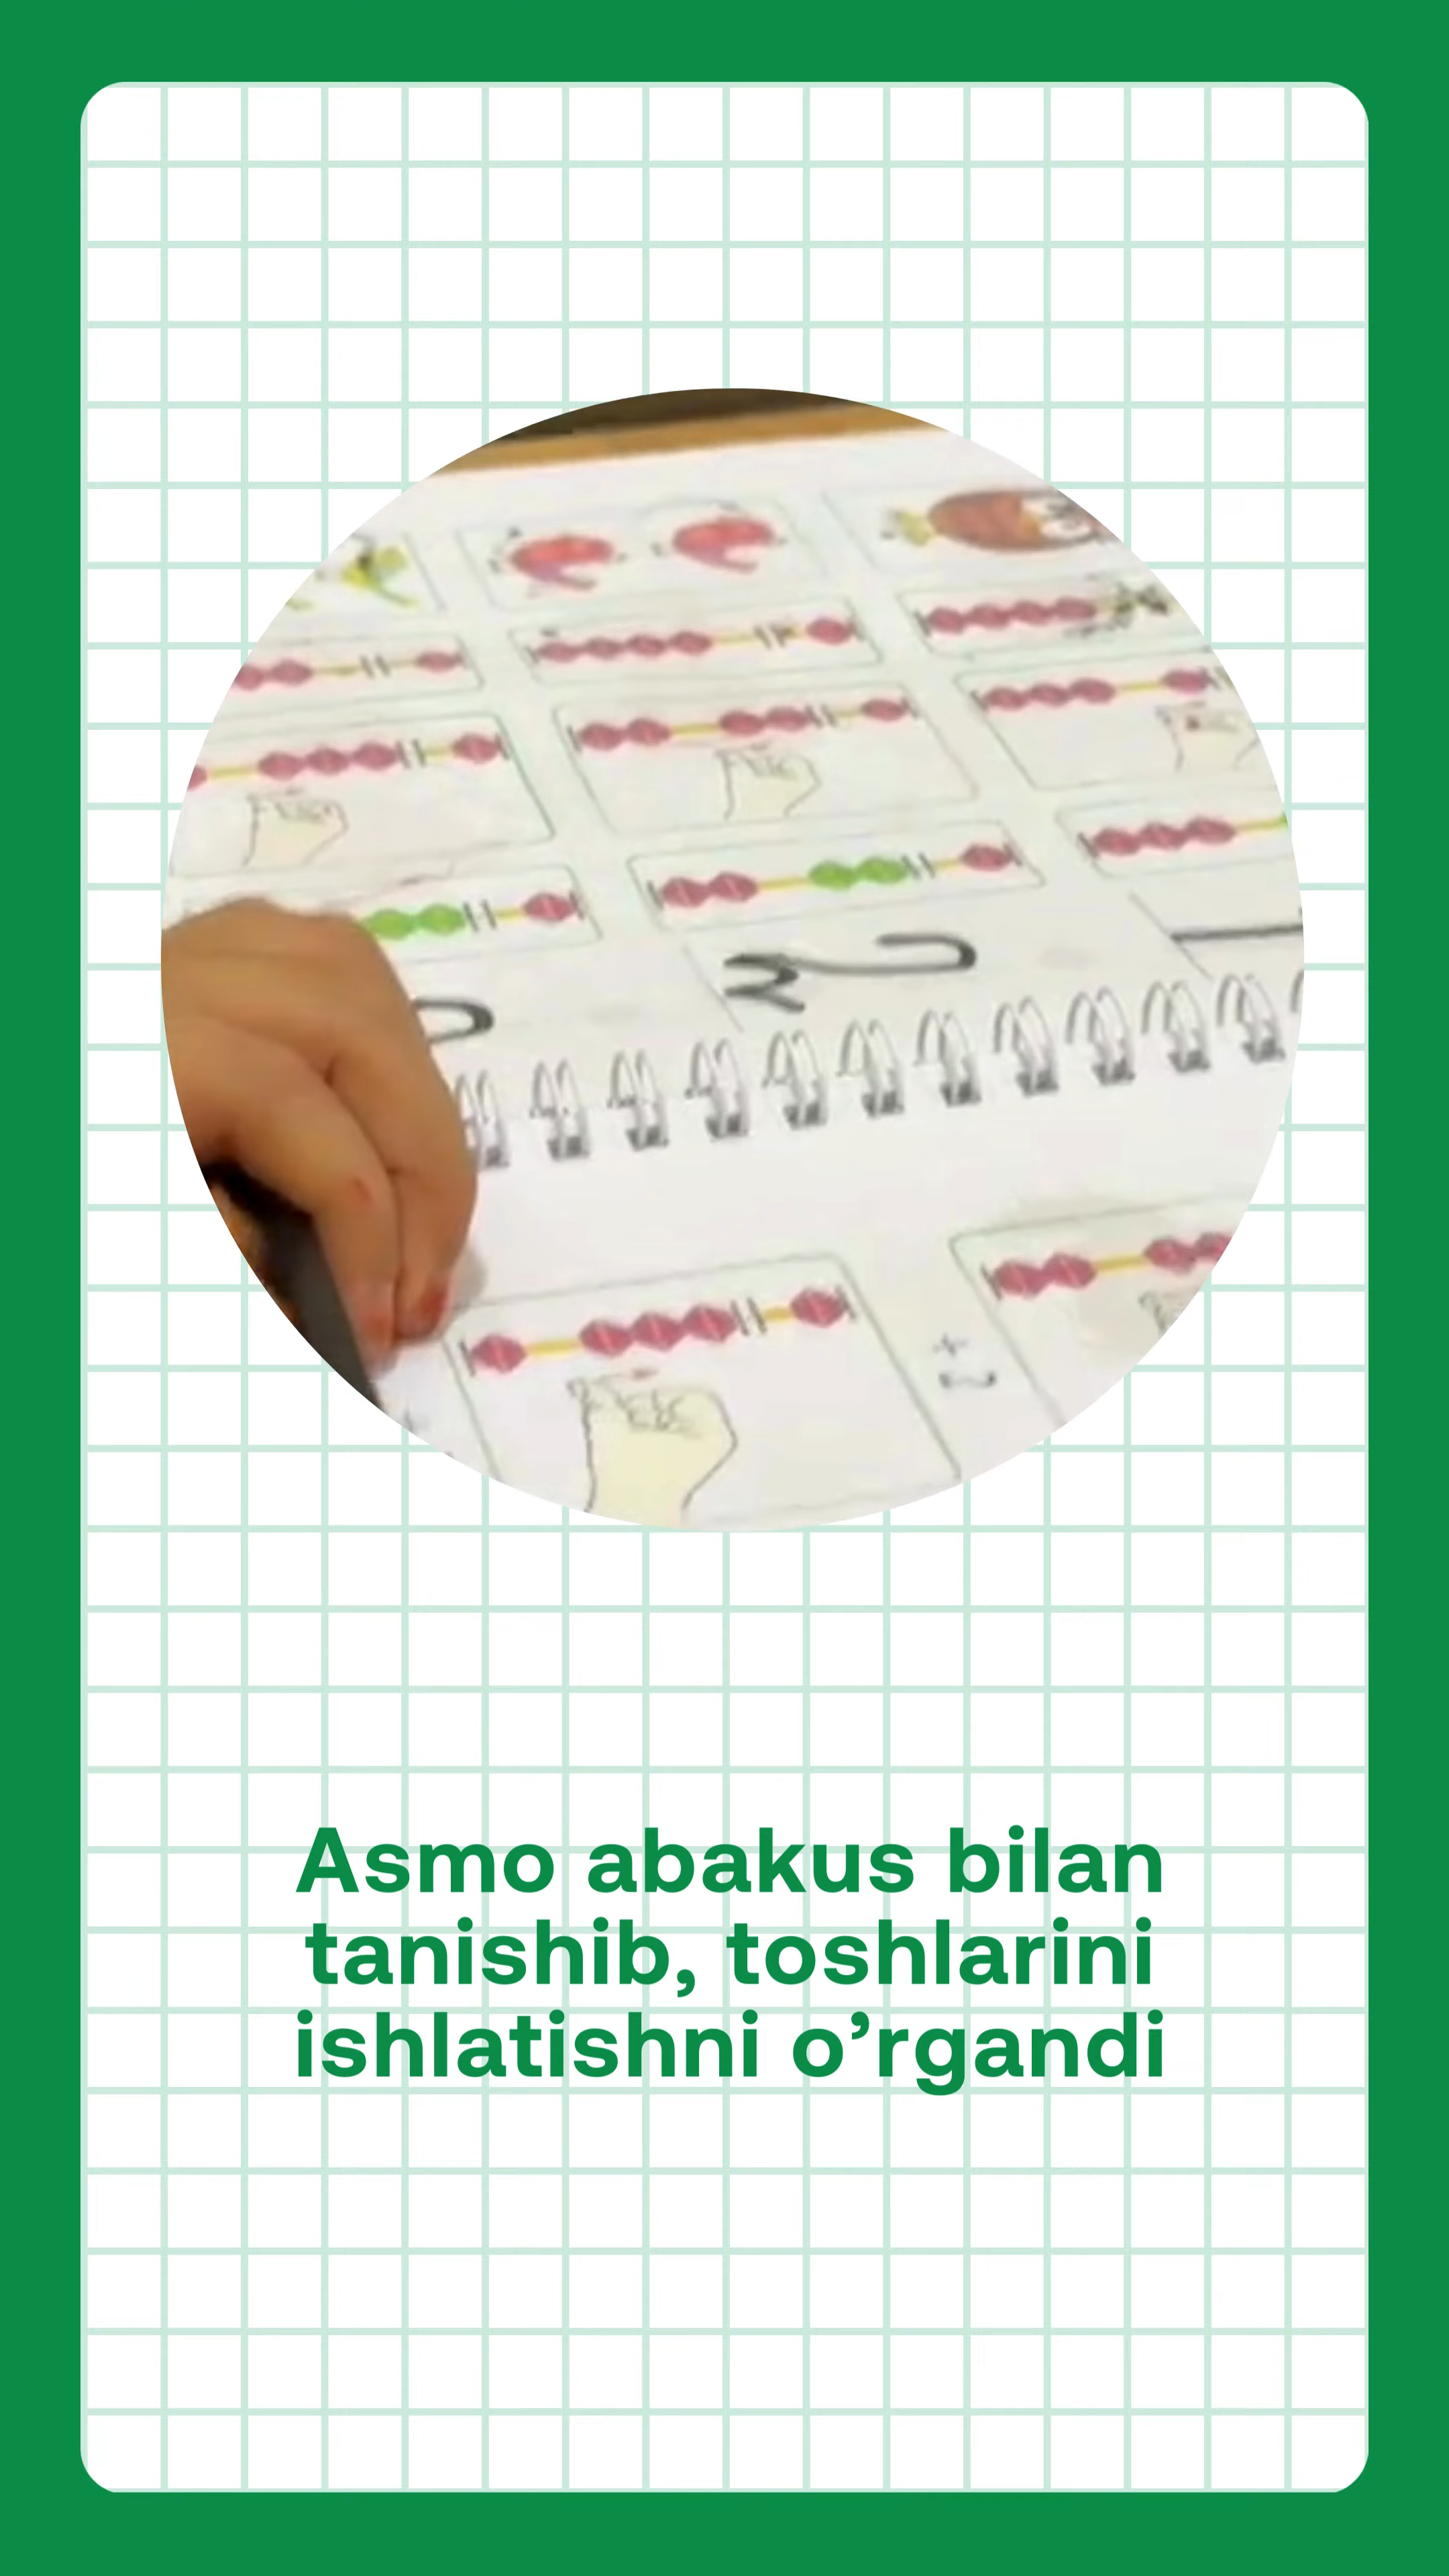 Asmo abakus bilan
tanishib, toshlarini
ishlatishni o’rgandi